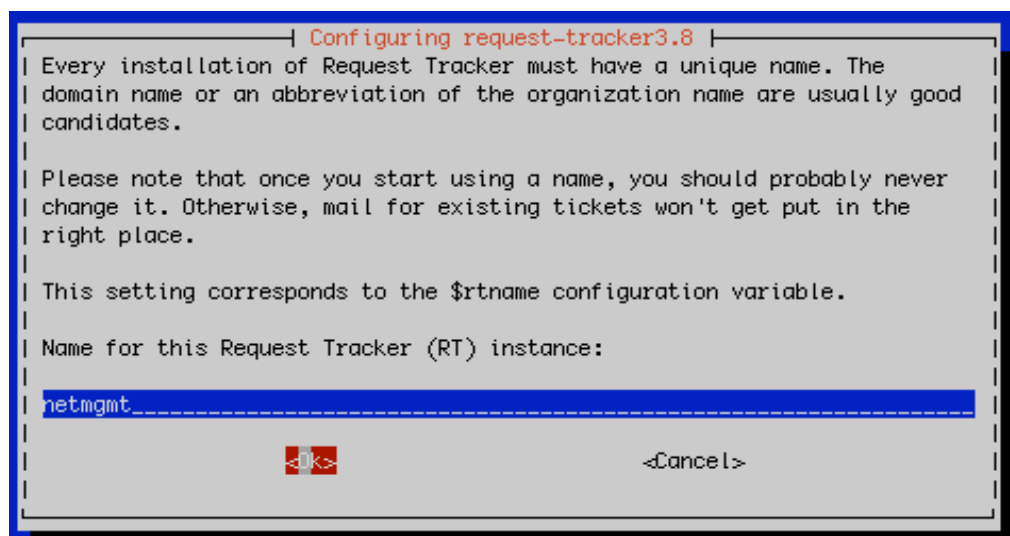 Configuring request-tracker3.8
Every installation of Request Tracker must have a unique name. The
domain name or an abbreviation of the organization name are usually good
candidates.
Please note that once you start using a name, you should probably never
change it. Otherwise, mail for existing tickets won't get put in the
right place.
This setting corresponds to the $rtname configuration variable.
Name for this Request Tracker (RT) instance:
netmgmt
<Ok> <Cancel>